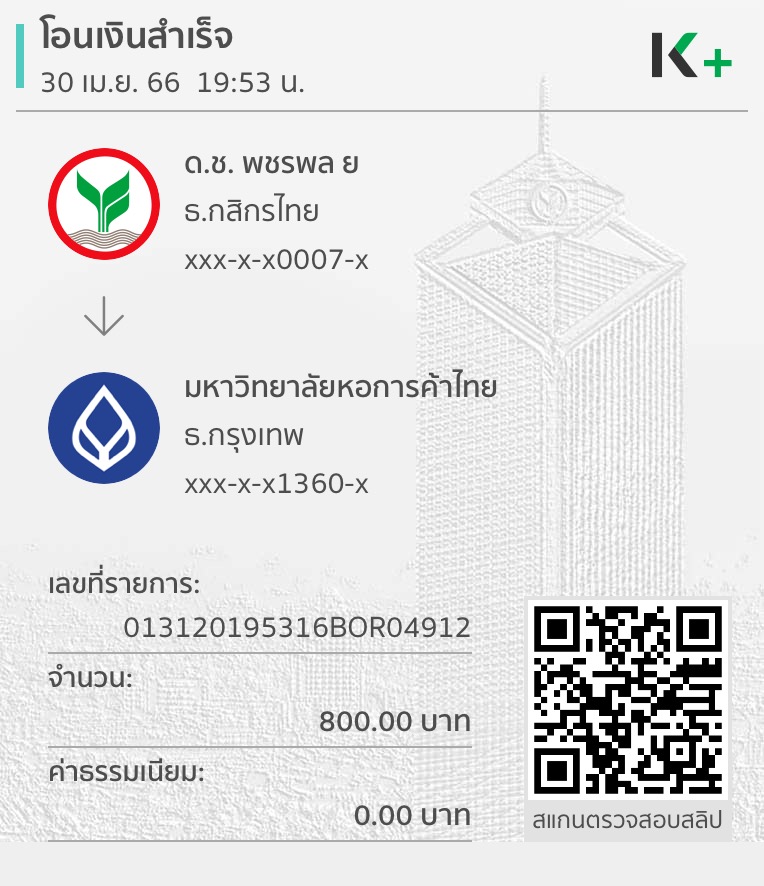 โอนเงินสำเร็จ
30 เม.ย. 66  19:53 น.
K+
ด.ช. พชรพล ย
ธ.กสิกรไทย
xxx-x-x0007-x
มหาวิทยาลัยหอการค้าไทย
ธ.กรุงเทพ
xxx-x-x1360-x
เลขที่รายการ:
013120195316BOR04912
จำนวน:
800.00 บาท
ค่าธรรมเนียม:
0.00 บาท
สแกนตรวจสอบสลิป